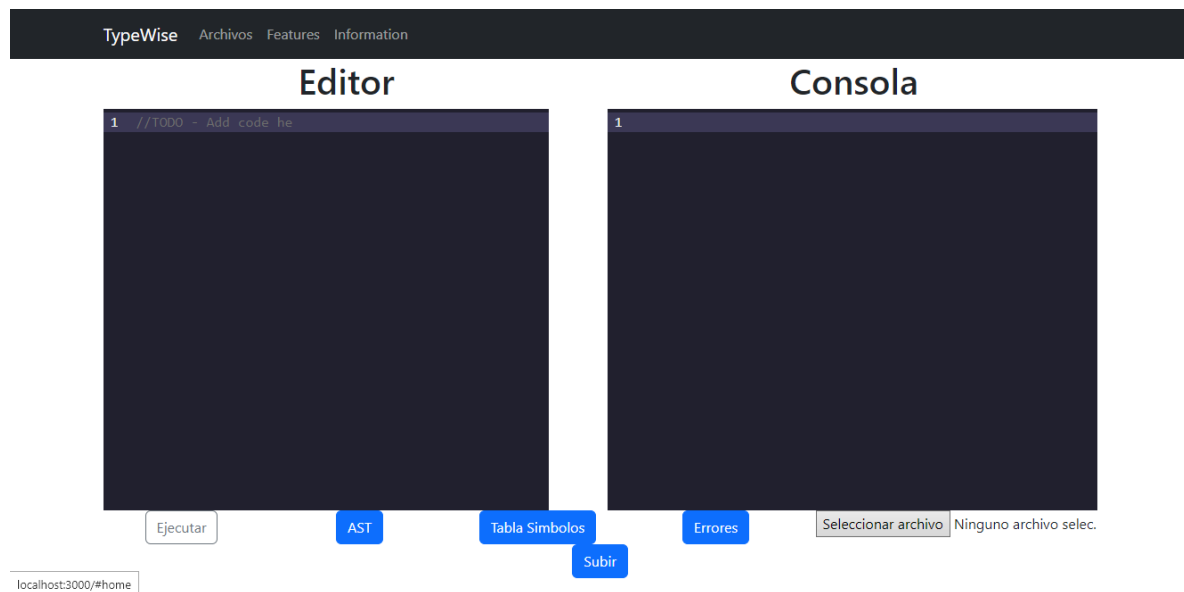 TypeWise Archivos Features Information
Editor Consola
1 //TODO - Add code he
1
Ejecutar AST Tabla Simbolos Errores Seleccionar archivo Ninguno archivo selec.
Subir
localhost:3000/#home